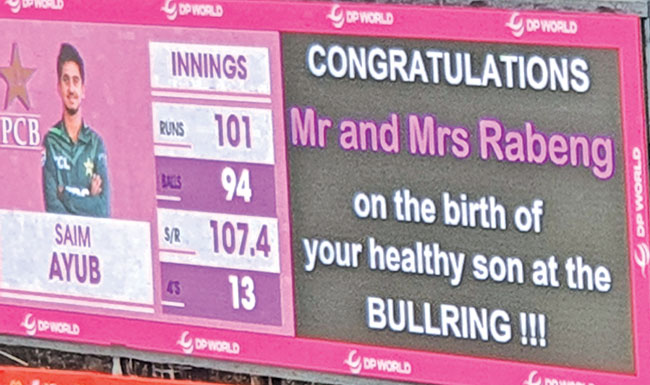 DP WORLD
DP WORLD
DP WORLD
DP WORLD
PCB
SAIM
AYUB
INNINGS
RUNS 101
BALLS 94
S/R 107.4
4'S 13
CONGRATULATIONS
Mr and Mrs Rabeng
on the birth of
your healthy son at the
BULLRING !!!
DP WORLD
DP WORLD
DP WORLD
DP WORLD
DP WORLD